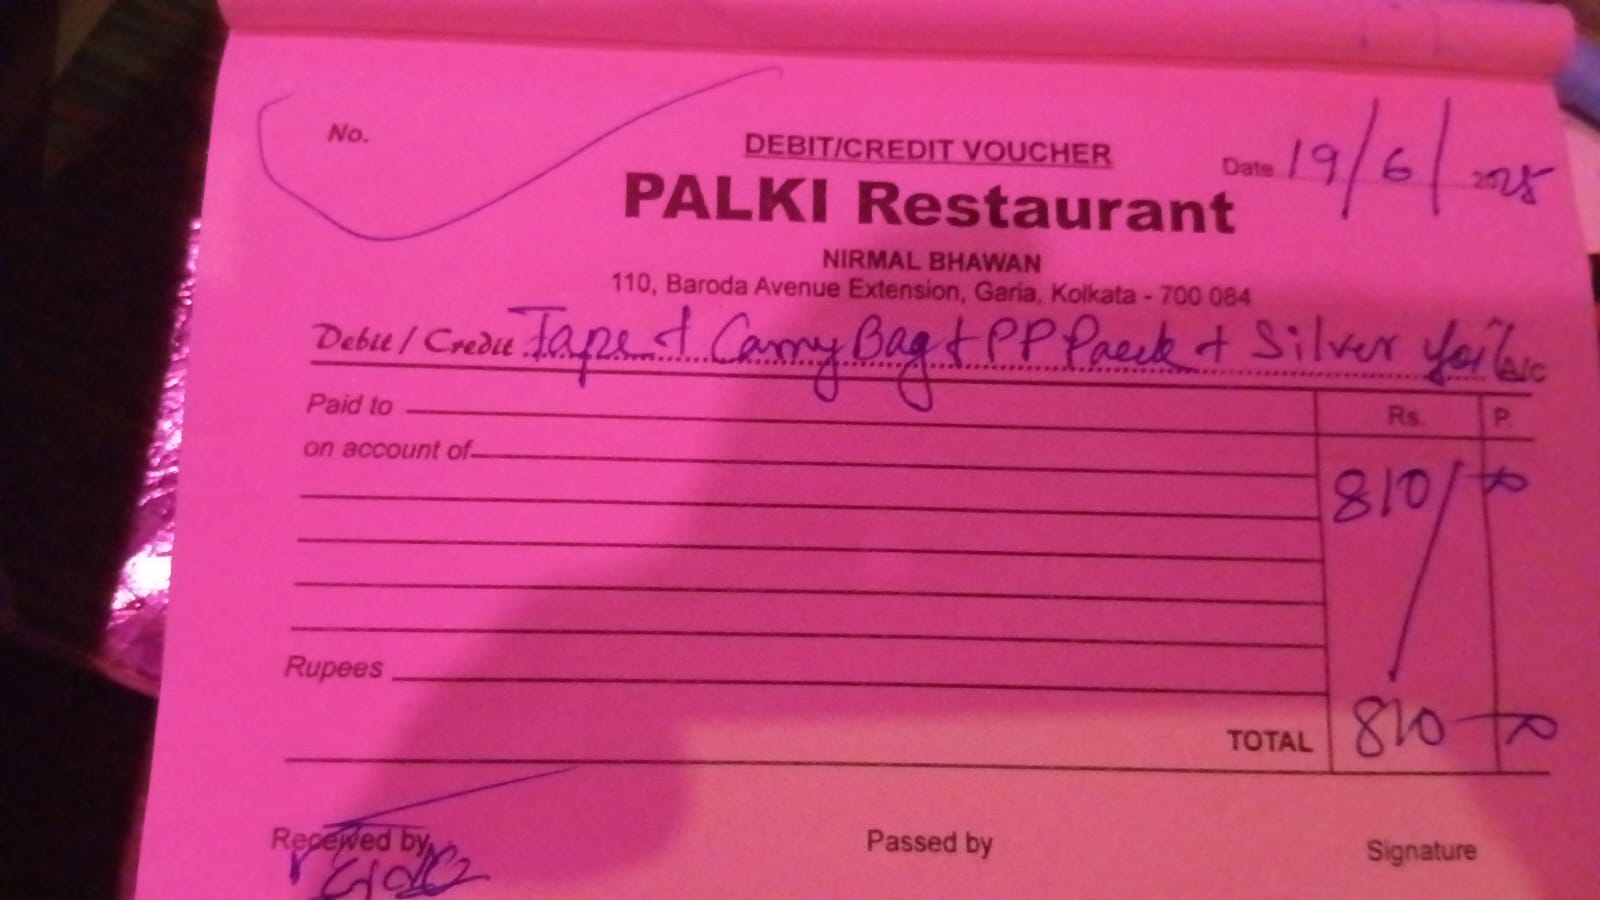 No.
DEBIT/CREDIT VOUCHER
Date 19/6/2025
PALKI Restaurant
NIRMAL BHAWAN
110, Baroda Avenue Extension, Garia, Kolkata - 700 084
Debit / Credit Tape + Carry Bag + PP Pack + Silver foil A/C
Paid to
Rs. P.
on account of
810/-
Rupees
TOTAL 810
Received by Passed by Signature